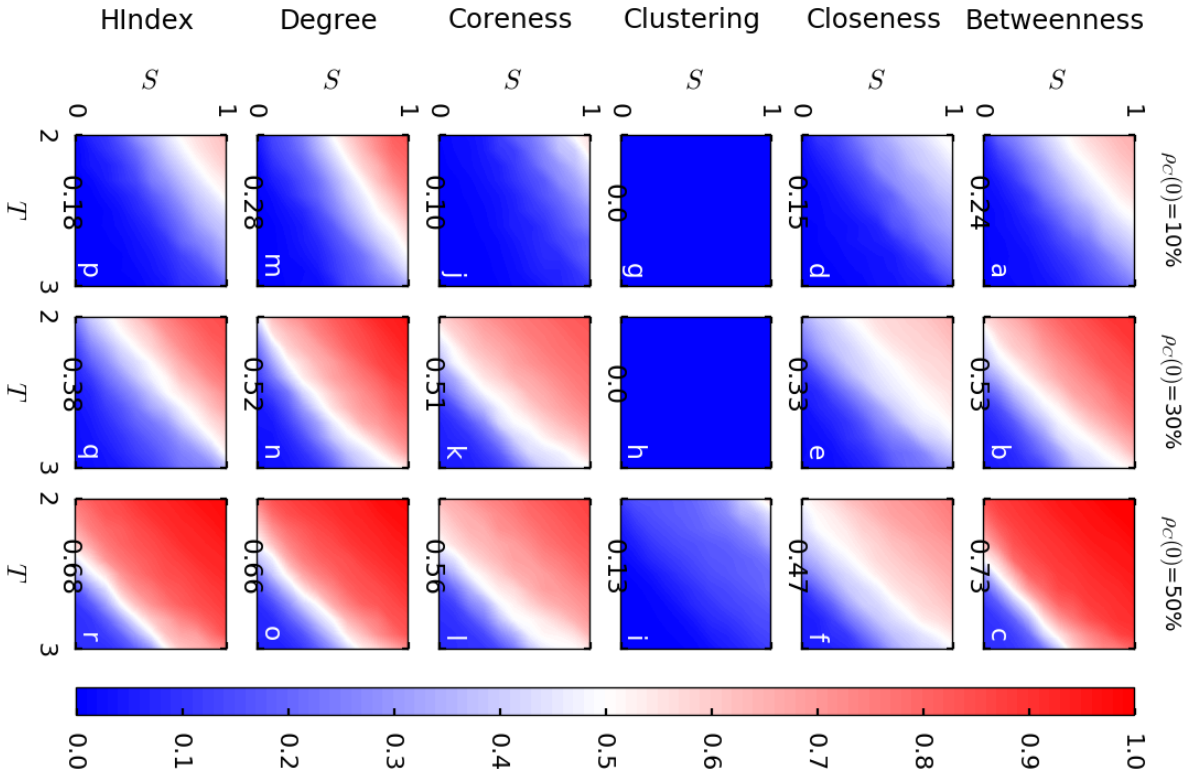 HIndex Degree Coreness Clustering Closeness Betweenness
S S S S S S
0 1 0 1 0 1 0 1 0 1 0 1
2 0.18 p 0.28 m 0.10 j 0.0 g 0.15 d 0.24 a ρ_C(0)=10%
T
3
2 0.38 q 0.52 n 0.51 k 0.0 h 0.33 e 0.53 b ρ_C(0)=30%
T
3
2 0.68 r 0.66 o 0.56 l 0.13 i 0.47 f 0.73 c ρ_C(0)=50%
T
3
0.0 0.1 0.2 0.3 0.4 0.5 0.6 0.7 0.8 0.9 1.0